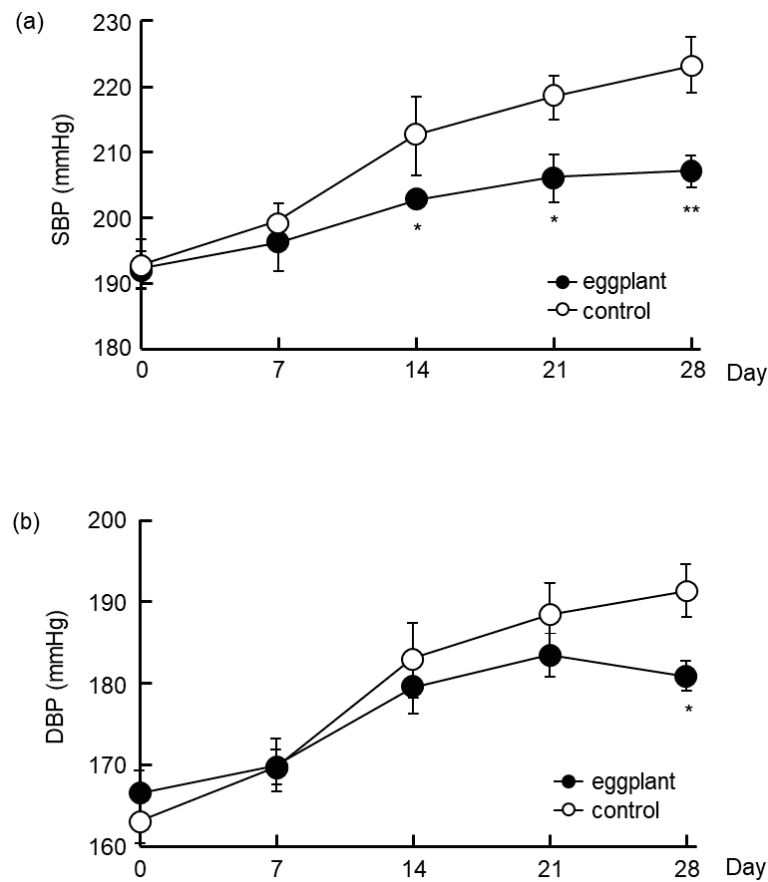 (a)
230
220
210
200
190
180
SBP (mmHg)
*
*
**
eggplant
control
0 7 14 21 28 Day
(b)
200
190
180
170
160
DBP (mmHg)
*
eggplant
control
0 7 14 21 28 Day